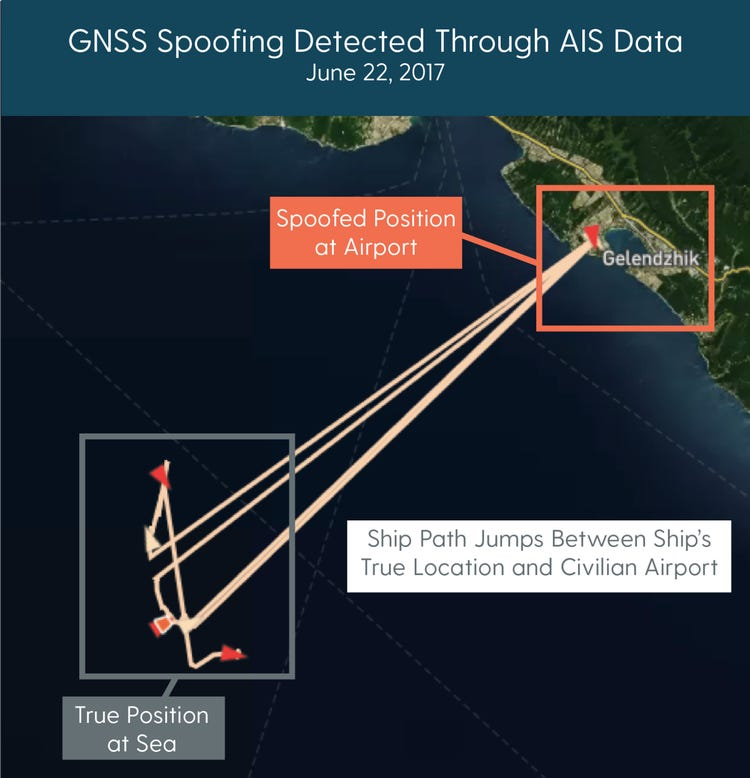 GNSS Spoofing Detected Through AIS Data
June 22, 2017
Spoofed Position
at Airport
Gelendzhik
Ship Path Jumps Between Ship's
True Location and Civilian Airport
True Position
at Sea